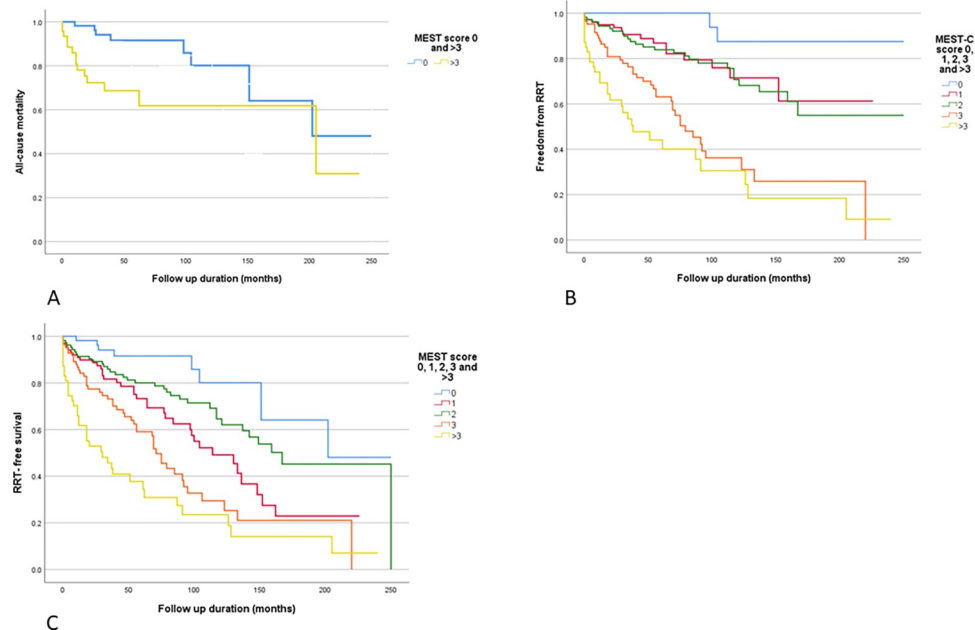 MEST score 0
and >3
0 >3
All-cause mortality
1.0
0.8
0.6
0.4
0.2
0.0
0 50 100 150 200 250
Follow up duration (months)
A
MEST-C
score 0,
1, 2, 3
and >3
0
1
2
3
>3
Freedom from RRT
1.0
0.8
0.6
0.4
0.2
0.0
0 50 100 150 200 250
Follow up duration (months)
B
MEST score
0, 1, 2, 3 and
>3
0
1
2
3
>3
RRT- free surival
1.0
0.8
0.6
0.4
0.2
0.0
0 50 100 150 200 250
Follow up duration (months)
C